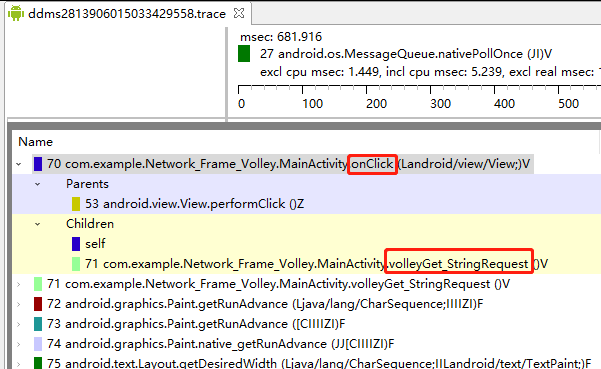 ddms2813906015033429558.trace
msec: 681.916
27 android.os.MessageQueue.nativePollOnce (JI)V
excl cpu msec: 1.449, incl cpu msec: 5.239, excl real msec:
0 100 200 300 400 500
Name
70 com.example.Network_Frame_Volley.MainActivity.onClick (Landroid/view/View;)V
Parents
53 android.view.View.performClick ()Z
Children
self
71 com.example.Network_Frame_Volley.MainActivity.volleyGet_StringRequest ()V
71 com.example.Network_Frame_Volley.MainActivity.volleyGet_StringRequest ()V
72 android.graphics.Paint.getRunAdvance (Ljava/lang/CharSequence;IIIIZI)F
73 android.graphics.Paint.getRunAdvance ([CIIIIZI)F
74 android.graphics.Paint.native_getRunAdvance (JJ[CIIIIZI)F
75 android.text.Layout.getDesiredWidth (Ljava/lang/CharSequence;IILandroid/text/TextPaint;)F